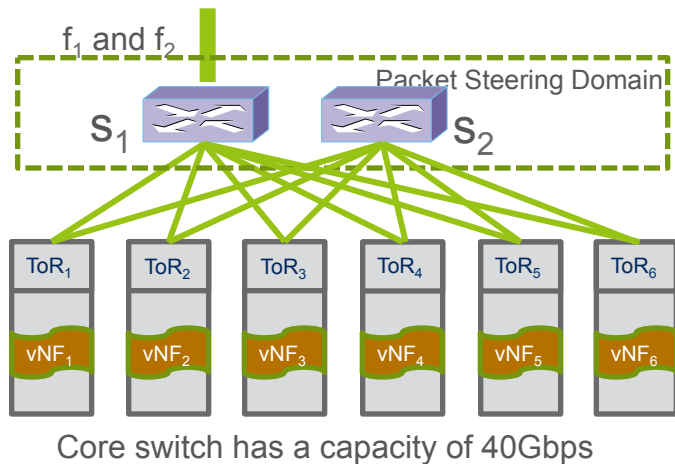 f₁ and f₂
Packet Steering Domain
S₁
S₂
ToR₁ ToR₂ ToR₃ ToR₄ ToR₅ ToR₆
vNF₁ vNF₂ vNF₃ vNF₄ vNF₅ vNF₆
Core switch has a capacity of 40Gbps